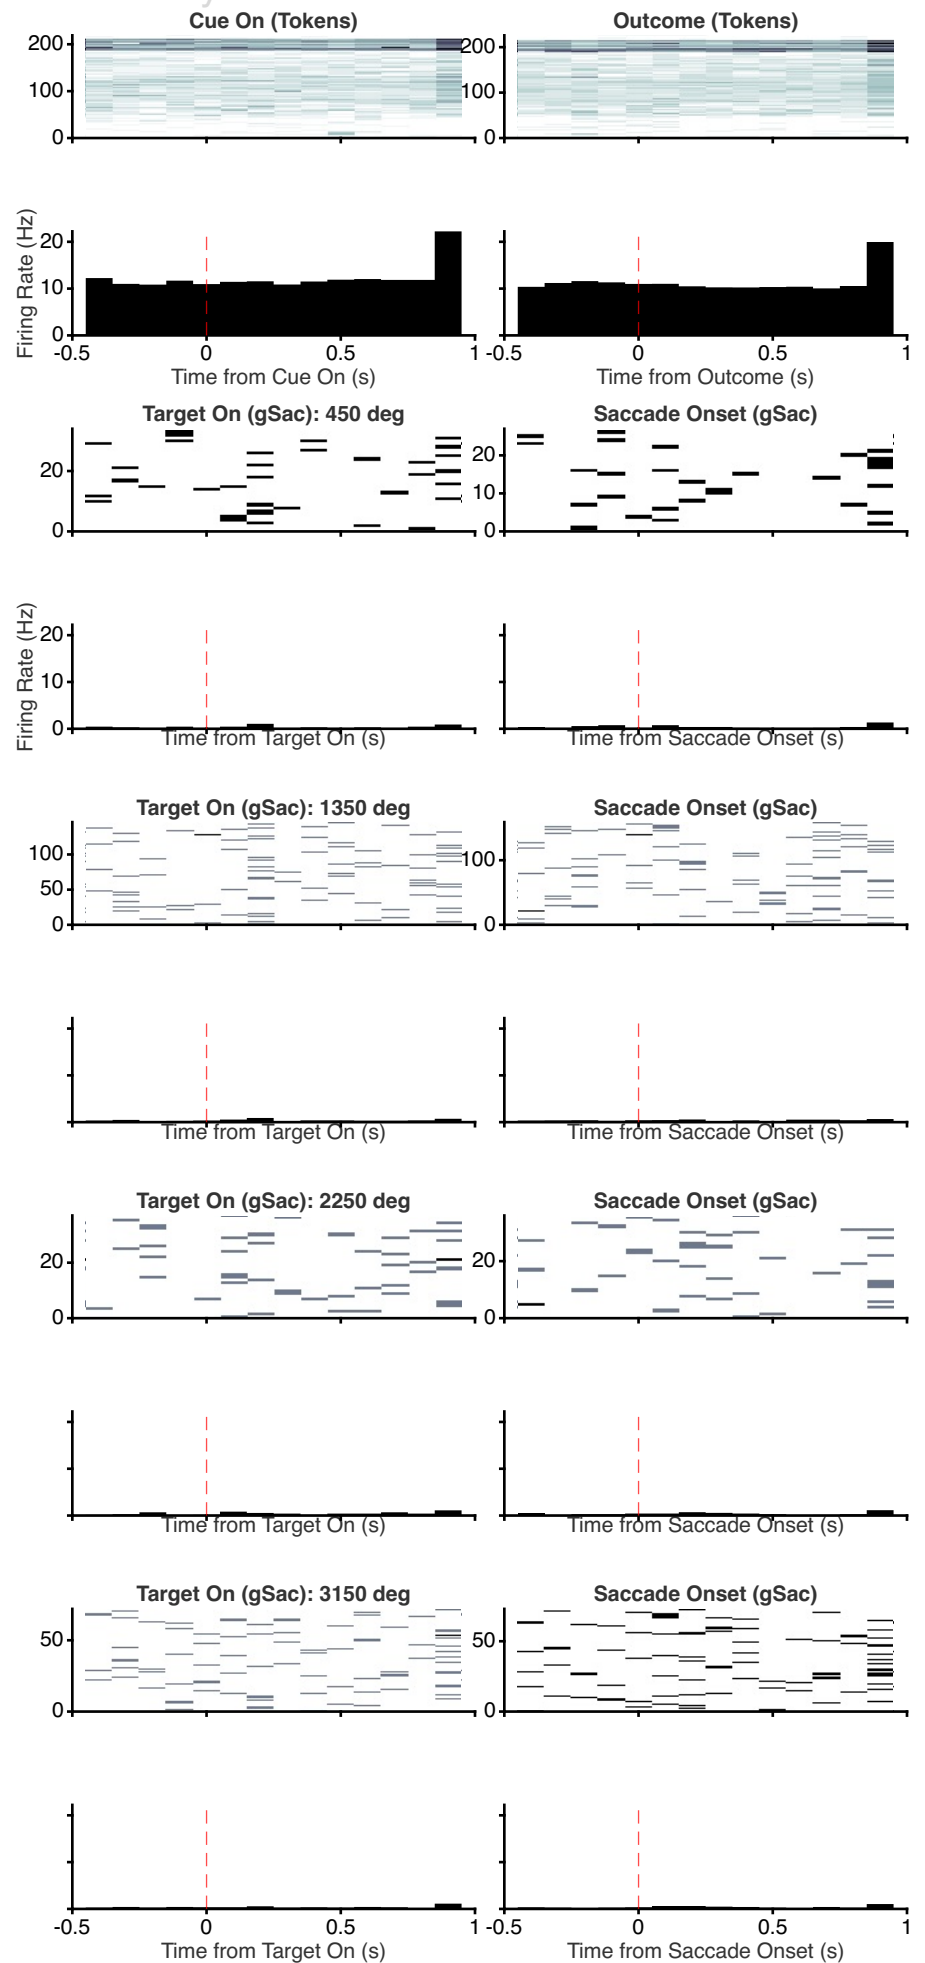 Cue On (Tokens)
Outcome (Tokens)
200
100
0
200
100
0
Firing Rate (Hz)
20
10
0
-0.5 0 0.5 1
-0.5 0 0.5 1
Time from Cue On (s)
Time from Outcome (s)
Target On (gSac): 450 deg
Saccade Onset (gSac)
20
0
20
10
0
Firing Rate (Hz)
20
10
0
Time from Target On (s)
Time from Saccade Onset (s)
Target On (gSac): 1350 deg
Saccade Onset (gSac)
100
50
0
100
0
Time from Target On (s)
Time from Saccade Onset (s)
Target On (gSac): 2250 deg
Saccade Onset (gSac)
20
0
20
0
Time from Target On (s)
Time from Saccade Onset (s)
Target On (gSac): 3150 deg
Saccade Onset (gSac)
50
0
50
0
-0.5 0 0.5 1
-0.5 0 0.5 1
Time from Target On (s)
Time from Saccade Onset (s)